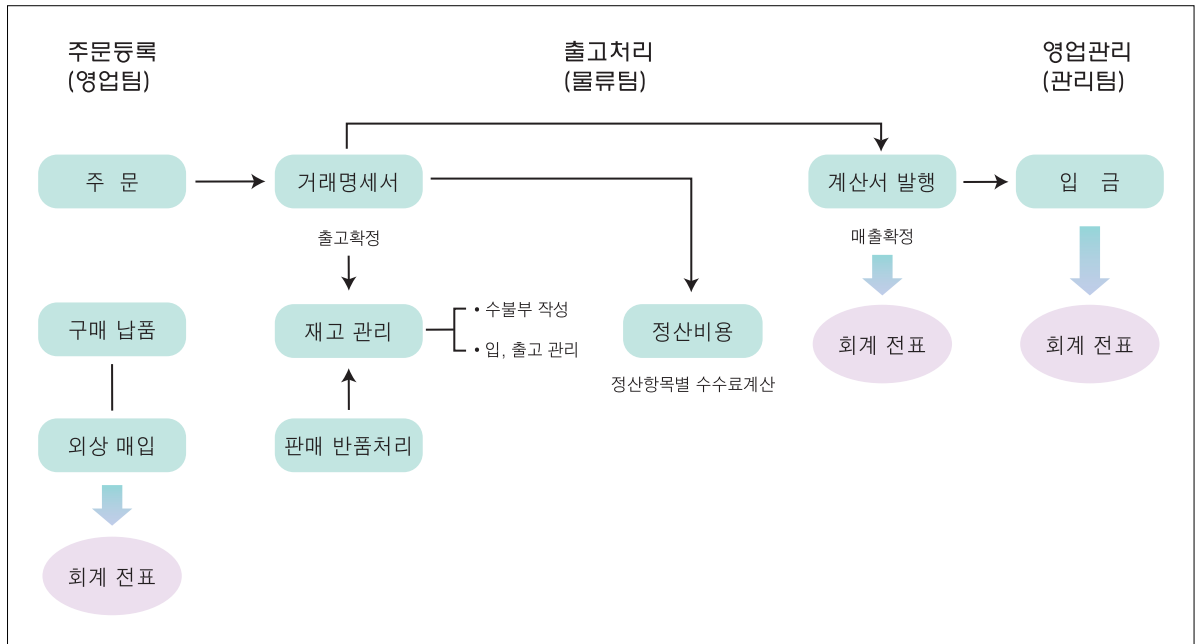 주문등록
(영업팀)
출고처리
(물류팀)
영업관리
(관리팀)
주 문
거래명세서
계산서 발행
입 금
출고확정
매출확정
구매 납품
재고 관리
• 수불부 작성
• 입, 출고 관리
정산비용
정산항목별 수수료계산
회계 전표
회계 전표
외상 매입
판매 반품처리
회계 전표